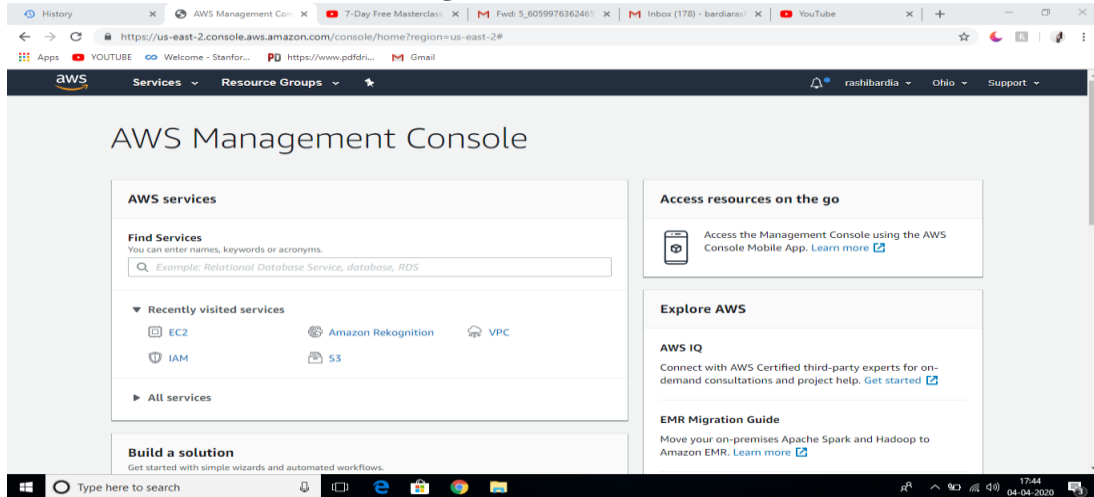 History
AWS Management Con
7-Day Free Masterclass
Fwd: 5_6059976362465
Inbox (178) - bardiarasl
YouTube
https://us-east-2.console.aws.amazon.com/console/home?region=us-east-2#
Apps YOUTUBE Welcome - Stanfor... PD https://www.pdfdri... Gmail
aws Services Resource Groups rashibardia Ohio Support
AWS Management Console
AWS services
Find Services
You can enter names, keywords or acronyms.
Example: Relational Database Service, database, RDS
Recently visited services
EC2 Amazon Rekognition VPC
IAM S3
All services
Build a solution
Get started with simple wizards and automated workflows.
Access resources on the go
Access the Management Console using the AWS
Console Mobile App. Learn more
Explore AWS
AWS IQ
Connect with AWS Certified third-party experts for on-
demand consultations and project help. Get started
EMR Migration Guide
Move your on-premises Apache Spark and Hadoop to
Amazon EMR. Learn more
Type here to search
17:44
04-04-2020